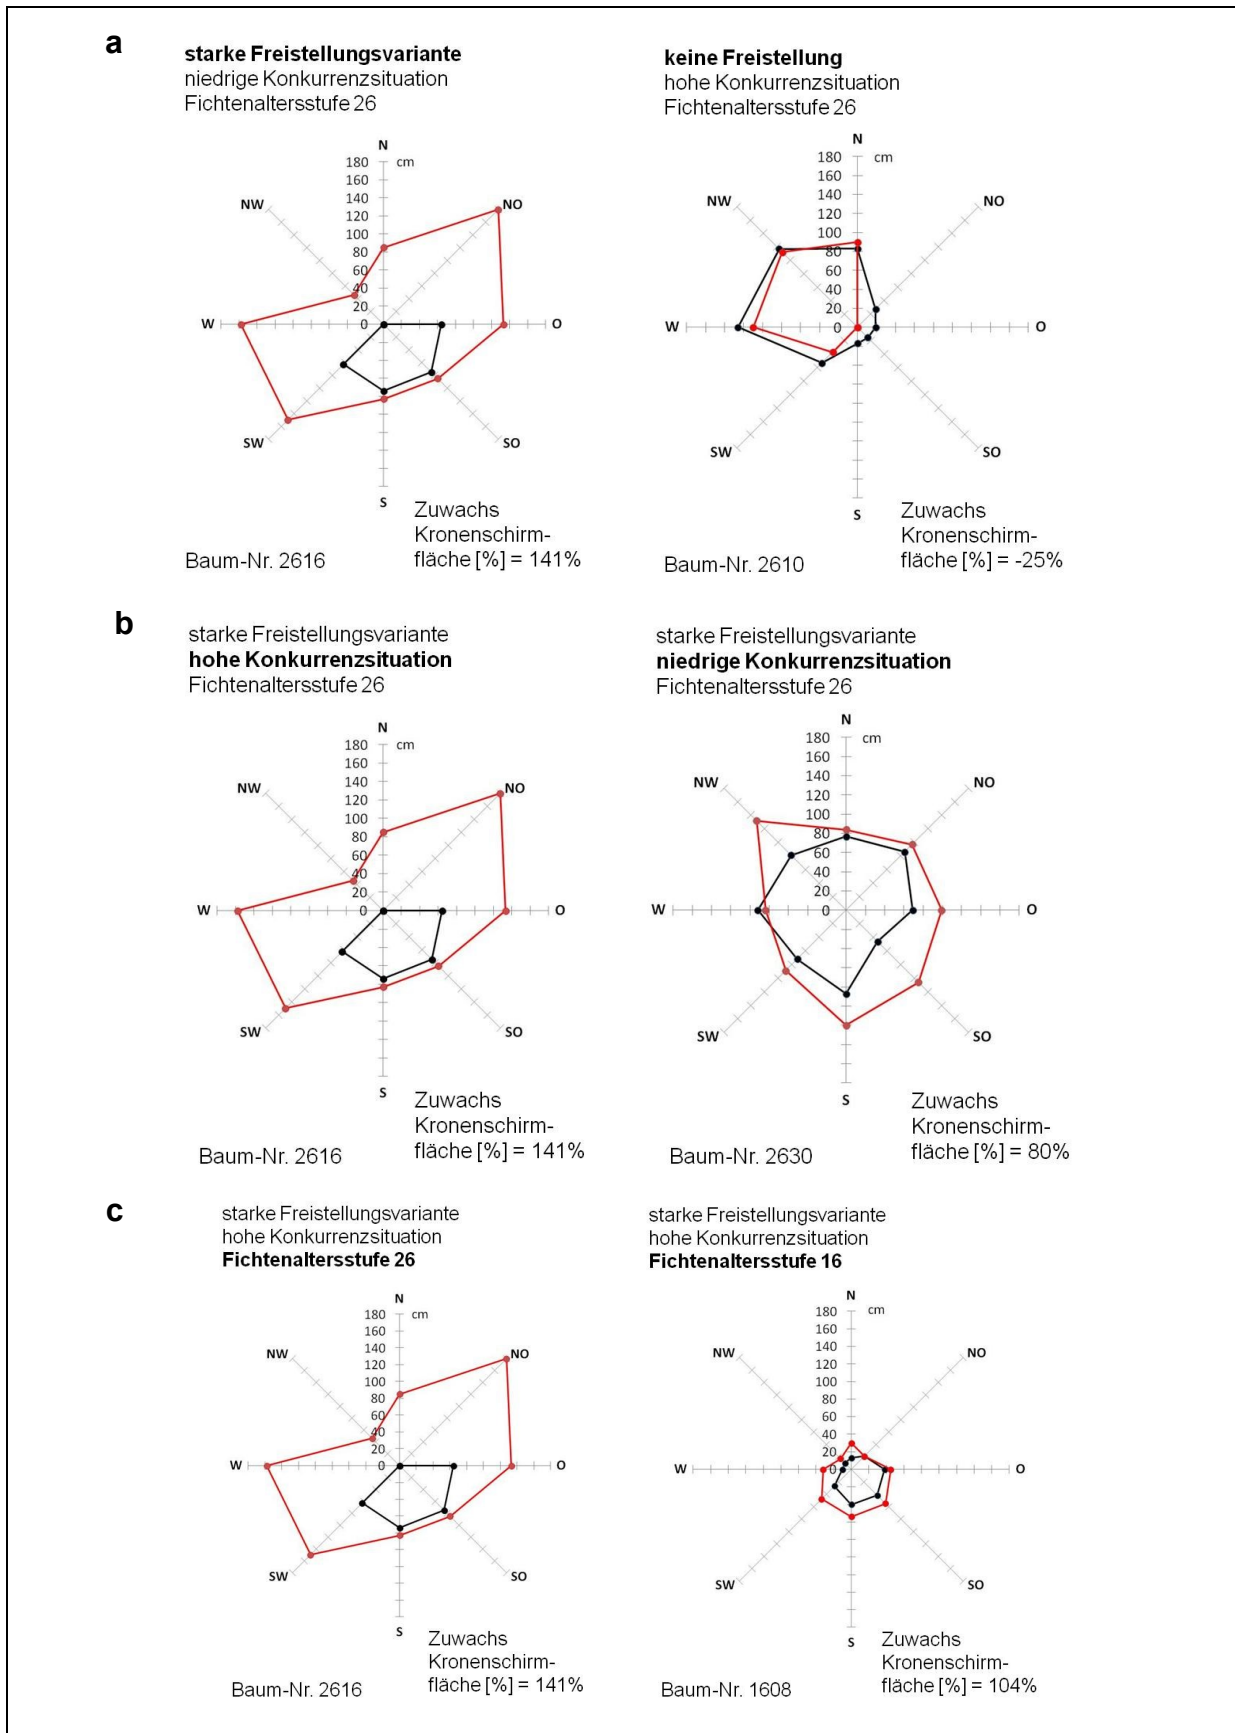 a
starke Freistellungsvariante
niedrige Konkurrenzsituation
Fichtenaltersstufe 26
N
180 cm
160
140
120
100
80
60
40
20
0
NW
NO
W
O
SW
SO
S
Zuwachs
Kronenschirm-
fläche [%] = 141%
Baum-Nr. 2616
keine Freistellung
hohe Konkurrenzsituation
Fichtenaltersstufe 26
N
180 cm
160
140
120
100
80
60
40
20
0
NW
NO
W
O
SW
SO
S
Zuwachs
Kronenschirm-
fläche [%] = -25%
Baum-Nr. 2610
b
starke Freistellungsvariante
hohe Konkurrenzsituation
Fichtenaltersstufe 26
N
180 cm
160
140
120
100
80
60
40
20
0
NW
NO
W
O
SW
SO
S
Zuwachs
Kronenschirm-
fläche [%] = 141%
Baum-Nr. 2616
starke Freistellungsvariante
niedrige Konkurrenzsituation
Fichtenaltersstufe 26
N
180 cm
160
140
120
100
80
60
40
20
0
NW
NO
W
O
SW
SO
S
Zuwachs
Kronenschirm-
fläche [%] = 80%
Baum-Nr. 2630
c
starke Freistellungsvariante
hohe Konkurrenzsituation
Fichtenaltersstufe 26
N
180 cm
160
140
120
100
80
60
40
20
0
NW
NO
W
O
SW
SO
S
Zuwachs
Kronenschirm-
fläche [%] = 141%
Baum-Nr. 2616
starke Freistellungsvariante
hohe Konkurrenzsituation
Fichtenaltersstufe 16
N
180 cm
160
140
120
100
80
60
40
20
0
NW
NO
W
O
SW
SO
S
Zuwachs
Kronenschirm-
fläche [%] = 104%
Baum-Nr. 1608